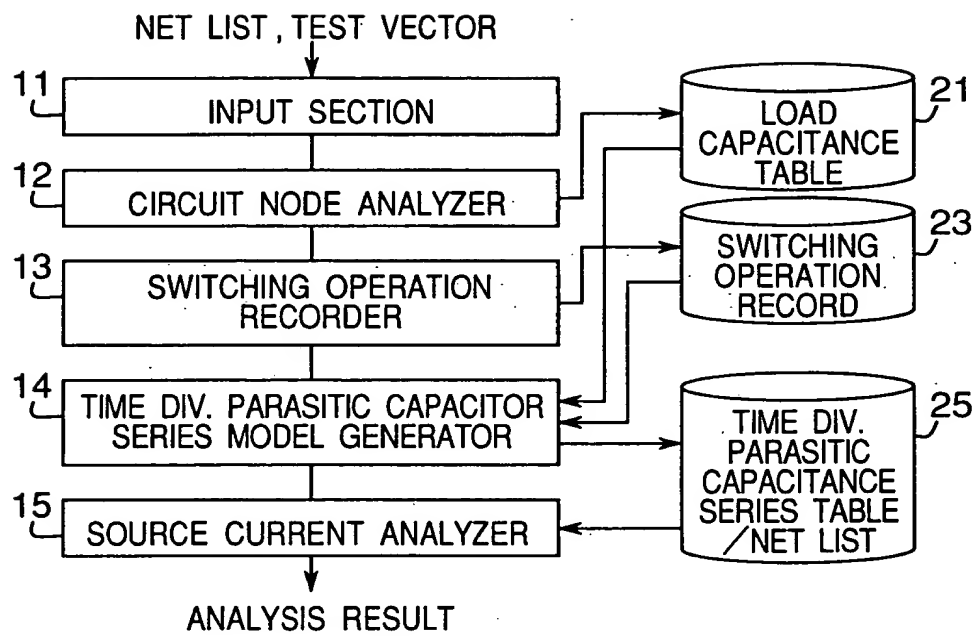 NET LIST, TEST VECTOR
11
INPUT SECTION
12
CIRCUIT NODE ANALYZER
13
SWITCHING OPERATION
RECORDER
14
TIME DIV. PARASITIC CAPACITOR
SERIES MODEL GENERATOR
15
SOURCE CURRENT ANALYZER
ANALYSIS RESULT
LOAD
CAPACITANCE
TABLE
21
SWITCHING
OPERATION
RECORD
23
TIME DIV.
PARASITIC
CAPACITANCE
SERIES TABLE
/NET LIST
25